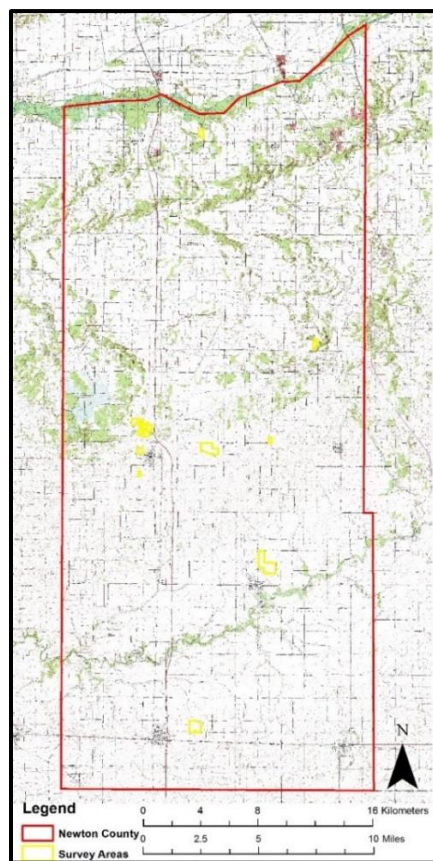 N
Legend
0 4 8 16 Kilometers
Newton County
0 2.5 5 10 Miles
Survey Areas